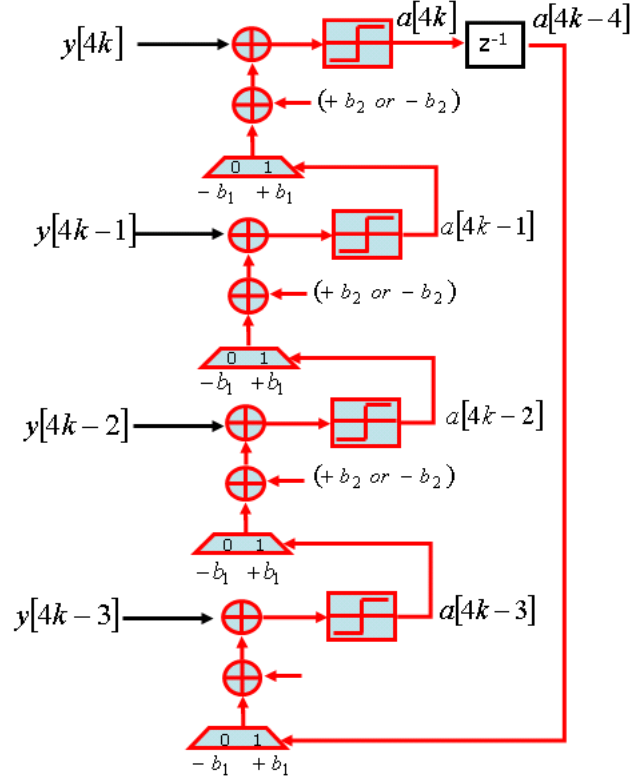 y[4k] a[4k] z⁻¹ a[4k−4]
(+ b₂ or − b₂)
0 1
− b₁ + b₁
y[4k−1] a[4k−1]
(+ b₂ or − b₂)
0 1
−b₁ +b₁
y[4k−2] a[4k−2]
(+ b₂ or − b₂)
0 1
−b₁ +b₁
y[4k−3] a[4k−3]
0 1
− b₁ + b₁